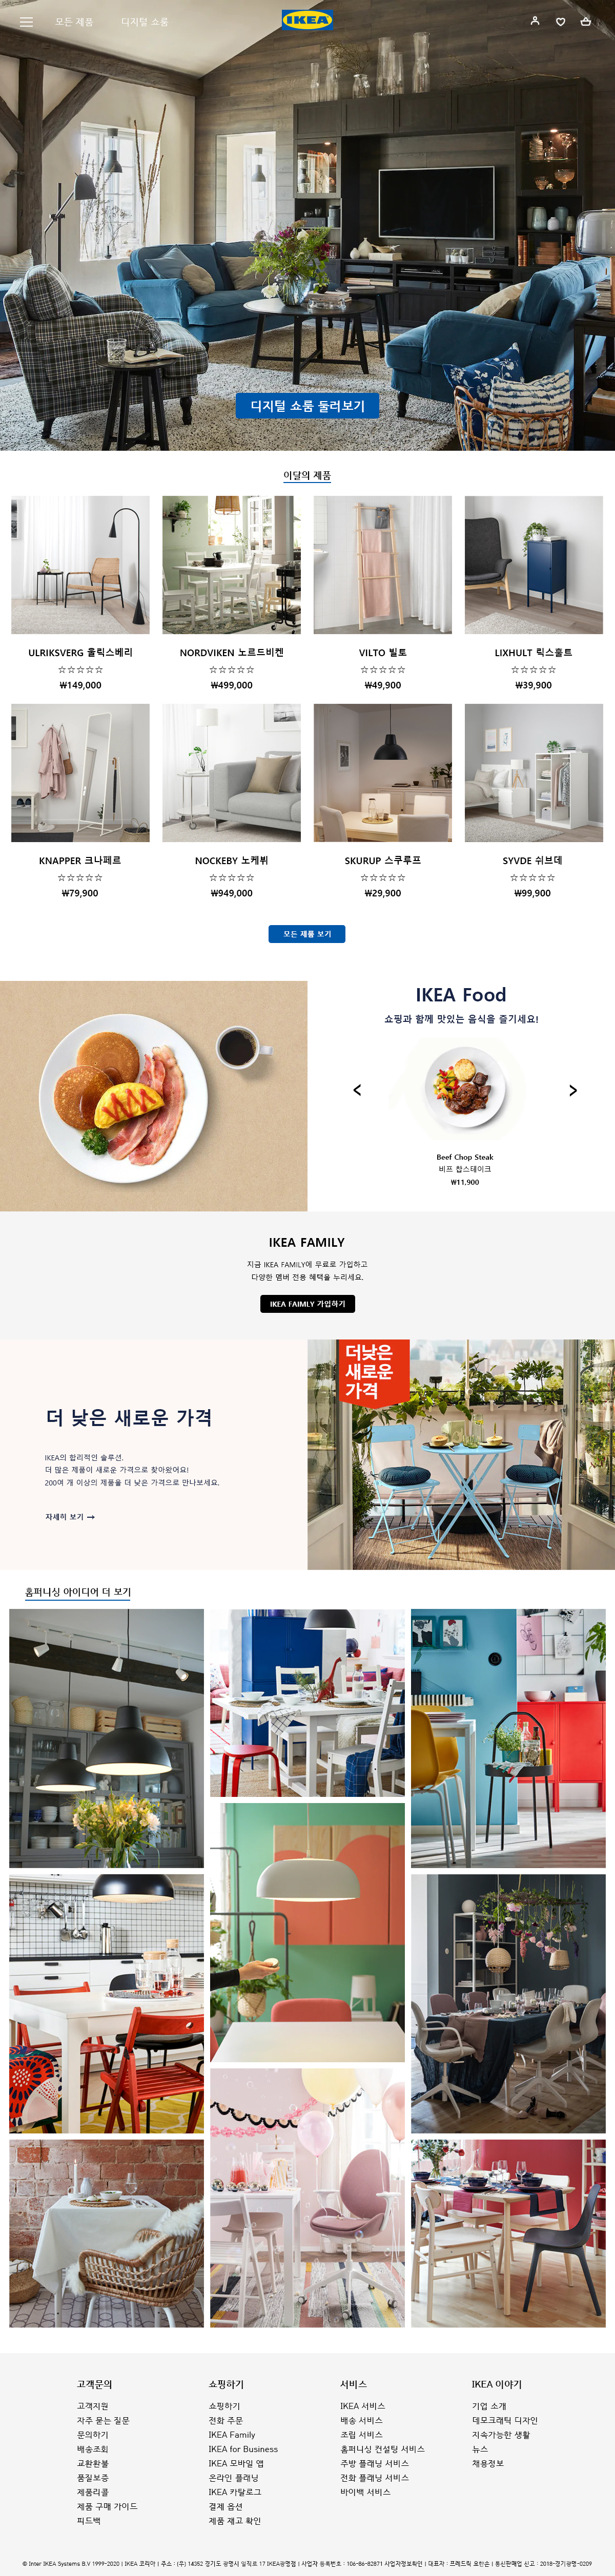 모든 제품
디지털 쇼룸
IKEA
디지털 쇼룸 둘러보기
이달의 제품
ULRIKSVERG 울릭스베리
NORDVIKEN 노르드비켄
VILTO 빌토
LIXHULT 릭스훌트
☆☆☆☆☆
☆☆☆☆☆
☆☆☆☆☆
☆☆☆☆☆
₩149,000
₩499,000
₩49,900
₩39,900
KNAPPER 크나페르
NOCKEBY 노케뷔
SKURUP 스쿠루프
SYVDE 쉬브데
☆☆☆☆☆
☆☆☆☆☆
☆☆☆☆☆
☆☆☆☆☆
₩79,900
₩949,000
₩29,900
₩99,900
모든 제품 보기
IKEA Food
쇼핑과 함께 맛있는 음식을 즐기세요!
Beef Chop Steak
비프 찹스테이크
₩11,900
IKEA FAMILY
지금 IKEA FAMILY에 무료로 가입하고
다양한 멤버 전용 혜택을 누리세요.
IKEA FAIMLY 가입하기
더낮은
새로운
가격
더 낮은 새로운 가격
IKEA의 합리적인 솔루션.
더 많은 제품이 새로운 가격으로 찾아왔어요!
200여 개 이상의 제품을 더 낮은 가격으로 만나보세요.
자세히 보기 →
홈퍼니싱 아이디어 더 보기
고객문의
고객지원
자주 묻는 질문
문의하기
배송조회
교환환불
품질보증
제품리콜
제품 구매 가이드
피드백
쇼핑하기
쇼핑하기
전화 주문
IKEA Family
IKEA for Business
IKEA 모바일 앱
온라인 플래닝
IKEA 카탈로그
결제 옵션
제품 재고 확인
서비스
IKEA 서비스
배송 서비스
조립 서비스
홈퍼니싱 컨설팅 서비스
주방 플래닝 서비스
전화 플래닝 서비스
바이백 서비스
IKEA 이야기
기업 소개
데모크래틱 디자인
지속가능한 생활
뉴스
채용정보
© Inter IKEA Systems B.V 1999-2020 | IKEA 코리아 | 주소 : (우) 14352 경기도 광명시 일직로 17 IKEA광명점 | 사업자 등록번호 : 106-86-82871 사업자정보확인 | 대표자 : 프레드릭 요한손 | 통신판매업 신고 : 2018-경기광명-0209